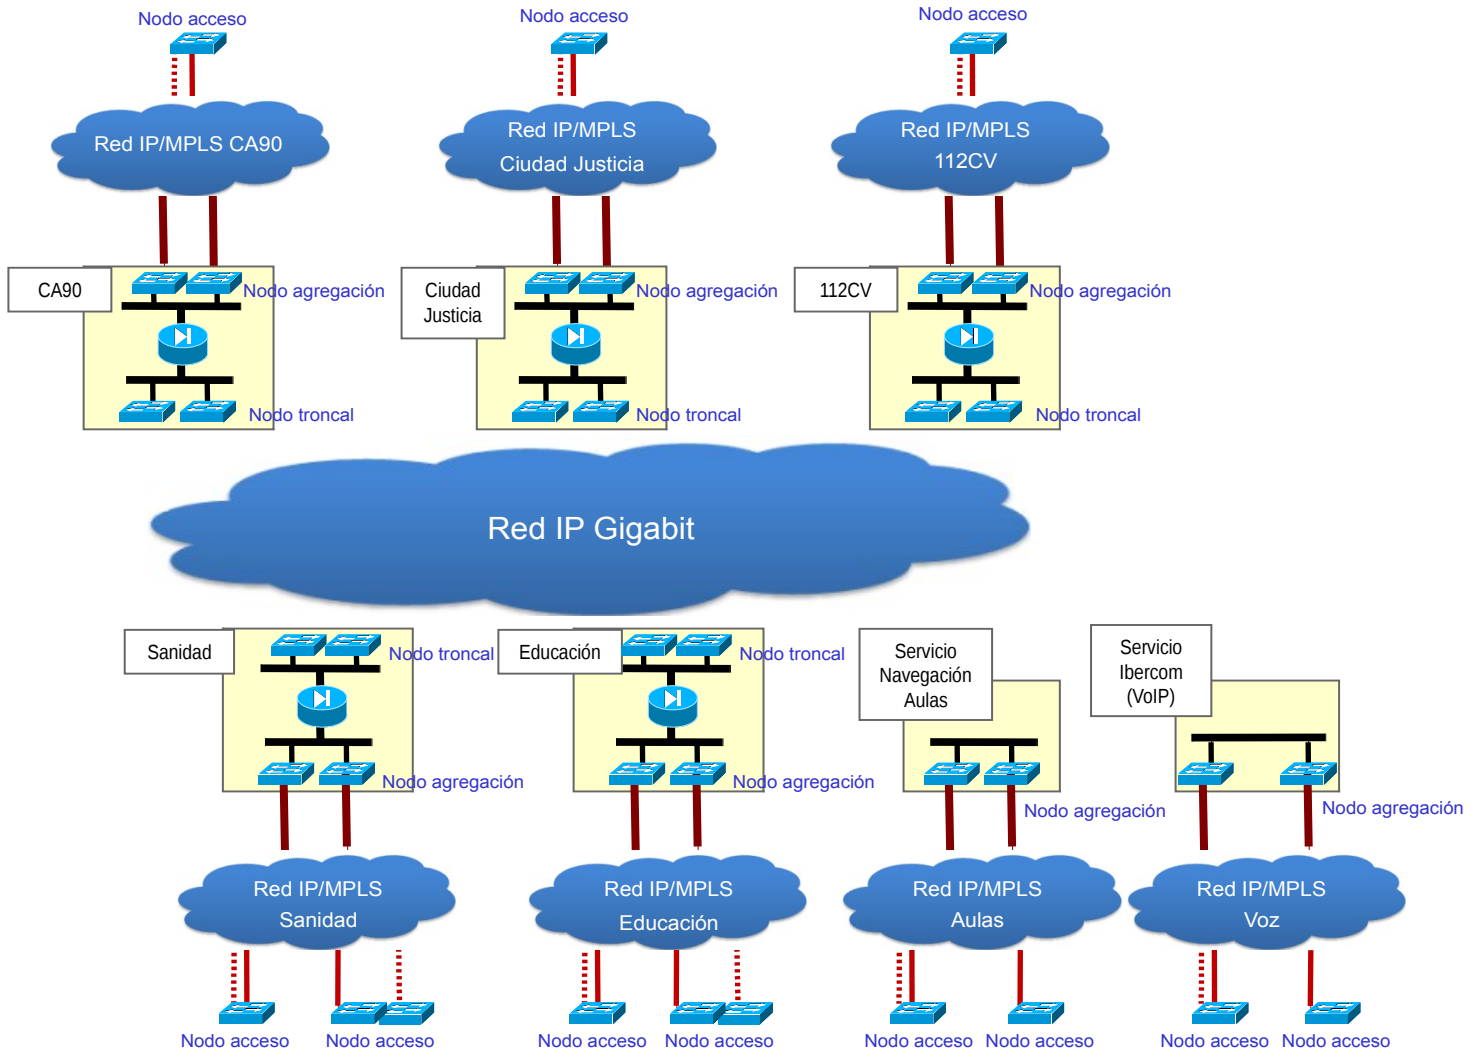 Nodo acceso
Nodo acceso
Nodo acceso
Red IP/MPLS CA90
Red IP/MPLS
Ciudad Justicia
Red IP/MPLS
112CV
CA90
Nodo agregación
Nodo troncal
Ciudad
Justicia
Nodo agregación
Nodo troncal
112CV
Nodo agregación
Nodo troncal
Red IP Gigabit
Sanidad
Nodo troncal
Nodo agregación
Educación
Nodo troncal
Nodo agregación
Servicio
Navegación
Aulas
Nodo agregación
Servicio
Ibercom
(VoIP)
Nodo agregación
Red IP/MPLS
Sanidad
Red IP/MPLS
Educación
Red IP/MPLS
Aulas
Red IP/MPLS
Voz
Nodo acceso
Nodo acceso
Nodo acceso
Nodo acceso
Nodo acceso
Nodo acceso
Nodo acceso
Nodo acceso